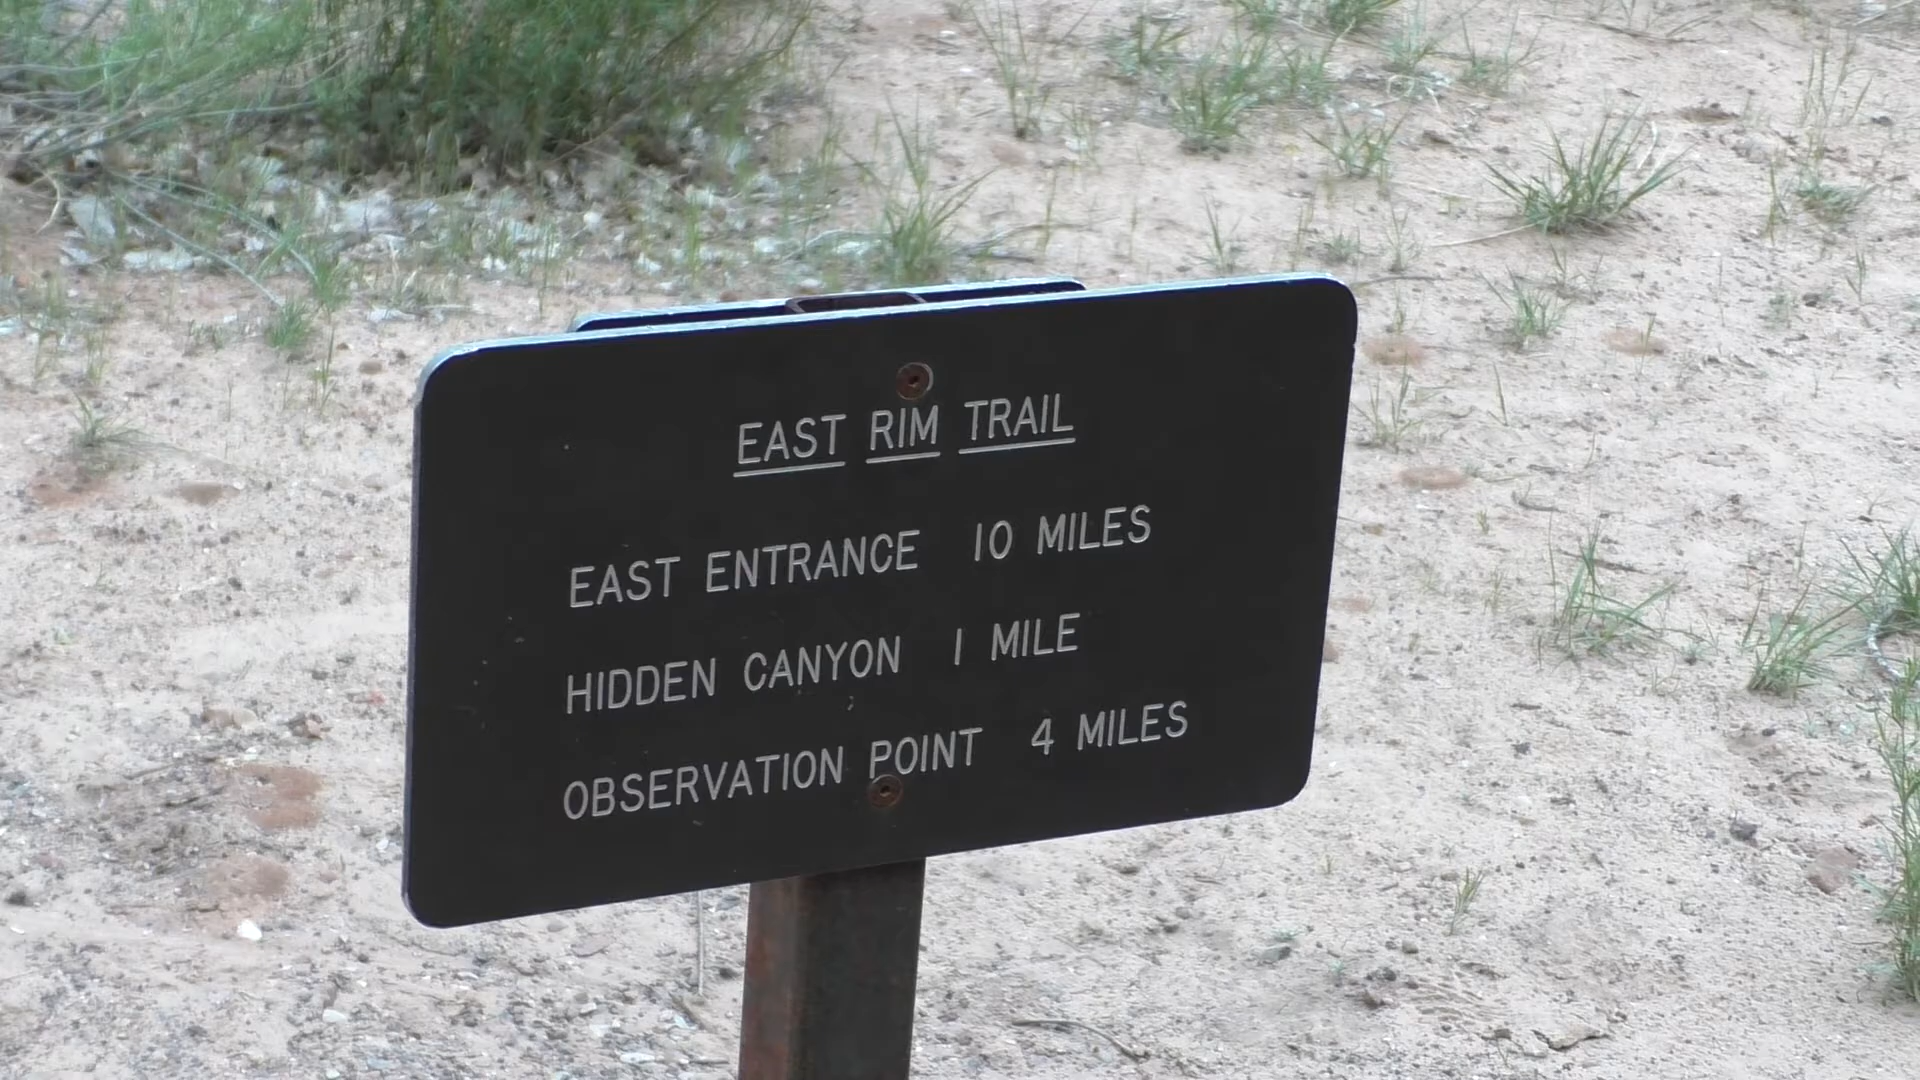 EAST RIM TRAIL
EAST ENTRANCE 10 MILES
HIDDEN CANYON 1 MILE
OBSERVATION POINT 4 MILES